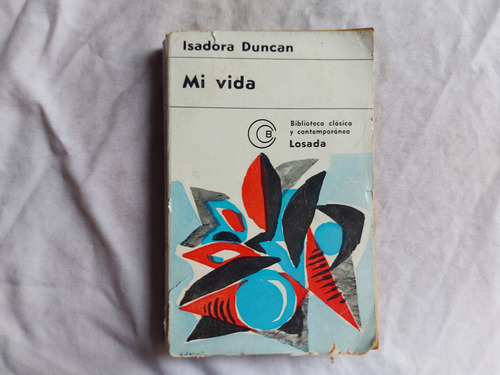 Isadora Duncan
Mi vida
B
Biblioteca clásica
y contemporánea
Losada